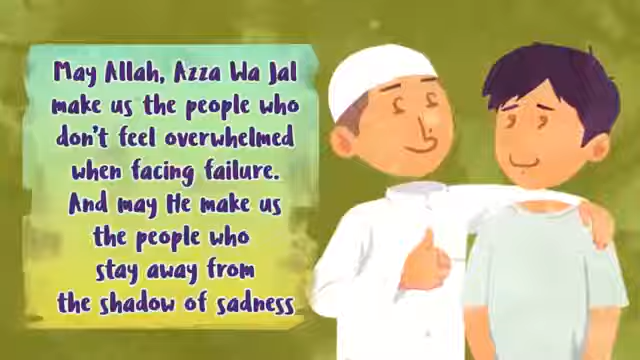 May Allah, Azza Wa Jal
make us the people who
don't feel overwhelmed
when facing failure.
And may He make us
the people who
stay away from
the shadow of sadness